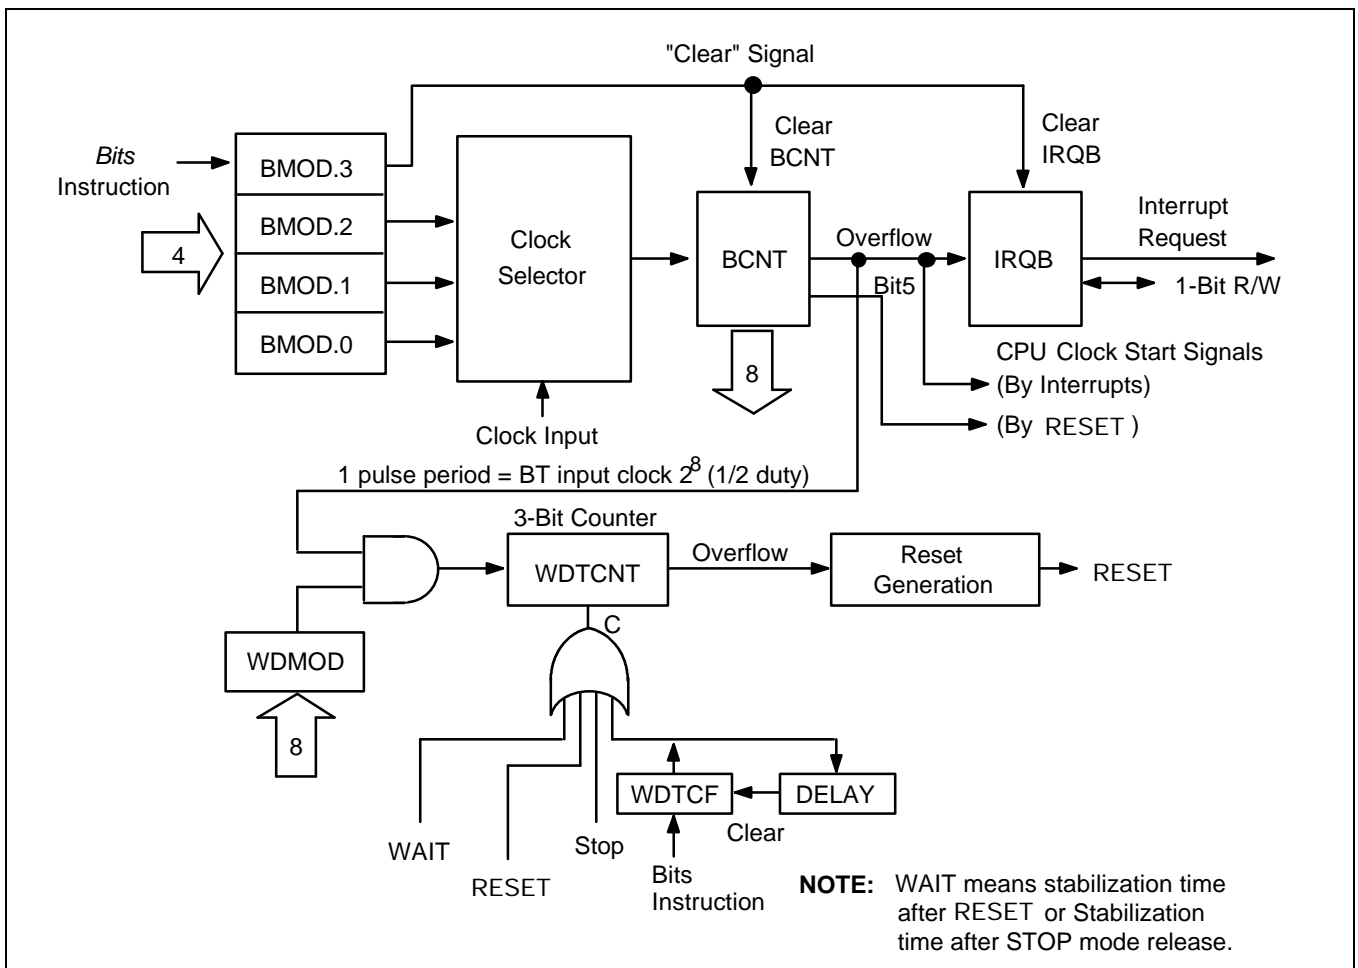 "Clear" Signal
Bits
Instruction
4
BMOD.3
BMOD.2
BMOD.1
BMOD.0
Clock
Selector
Clock Input
Clear
BCNT
BCNT
8
Overflow
Bit5
Clear
IRQB
IRQB
Interrupt
Request
1-Bit R/W
CPU Clock Start Signals
(By Interrupts)
(By RESET )
1 pulse period = BT input clock 2⁸ (1/2 duty)
3-Bit Counter
WDTCNT
Overflow
Reset
Generation
RESET
C
WDMOD
8
WAIT
RESET
Stop
WDTCF
DELAY
Clear
Bits
Instruction
NOTE: WAIT means stabilization time
after RESET or Stabilization
time after STOP mode release.